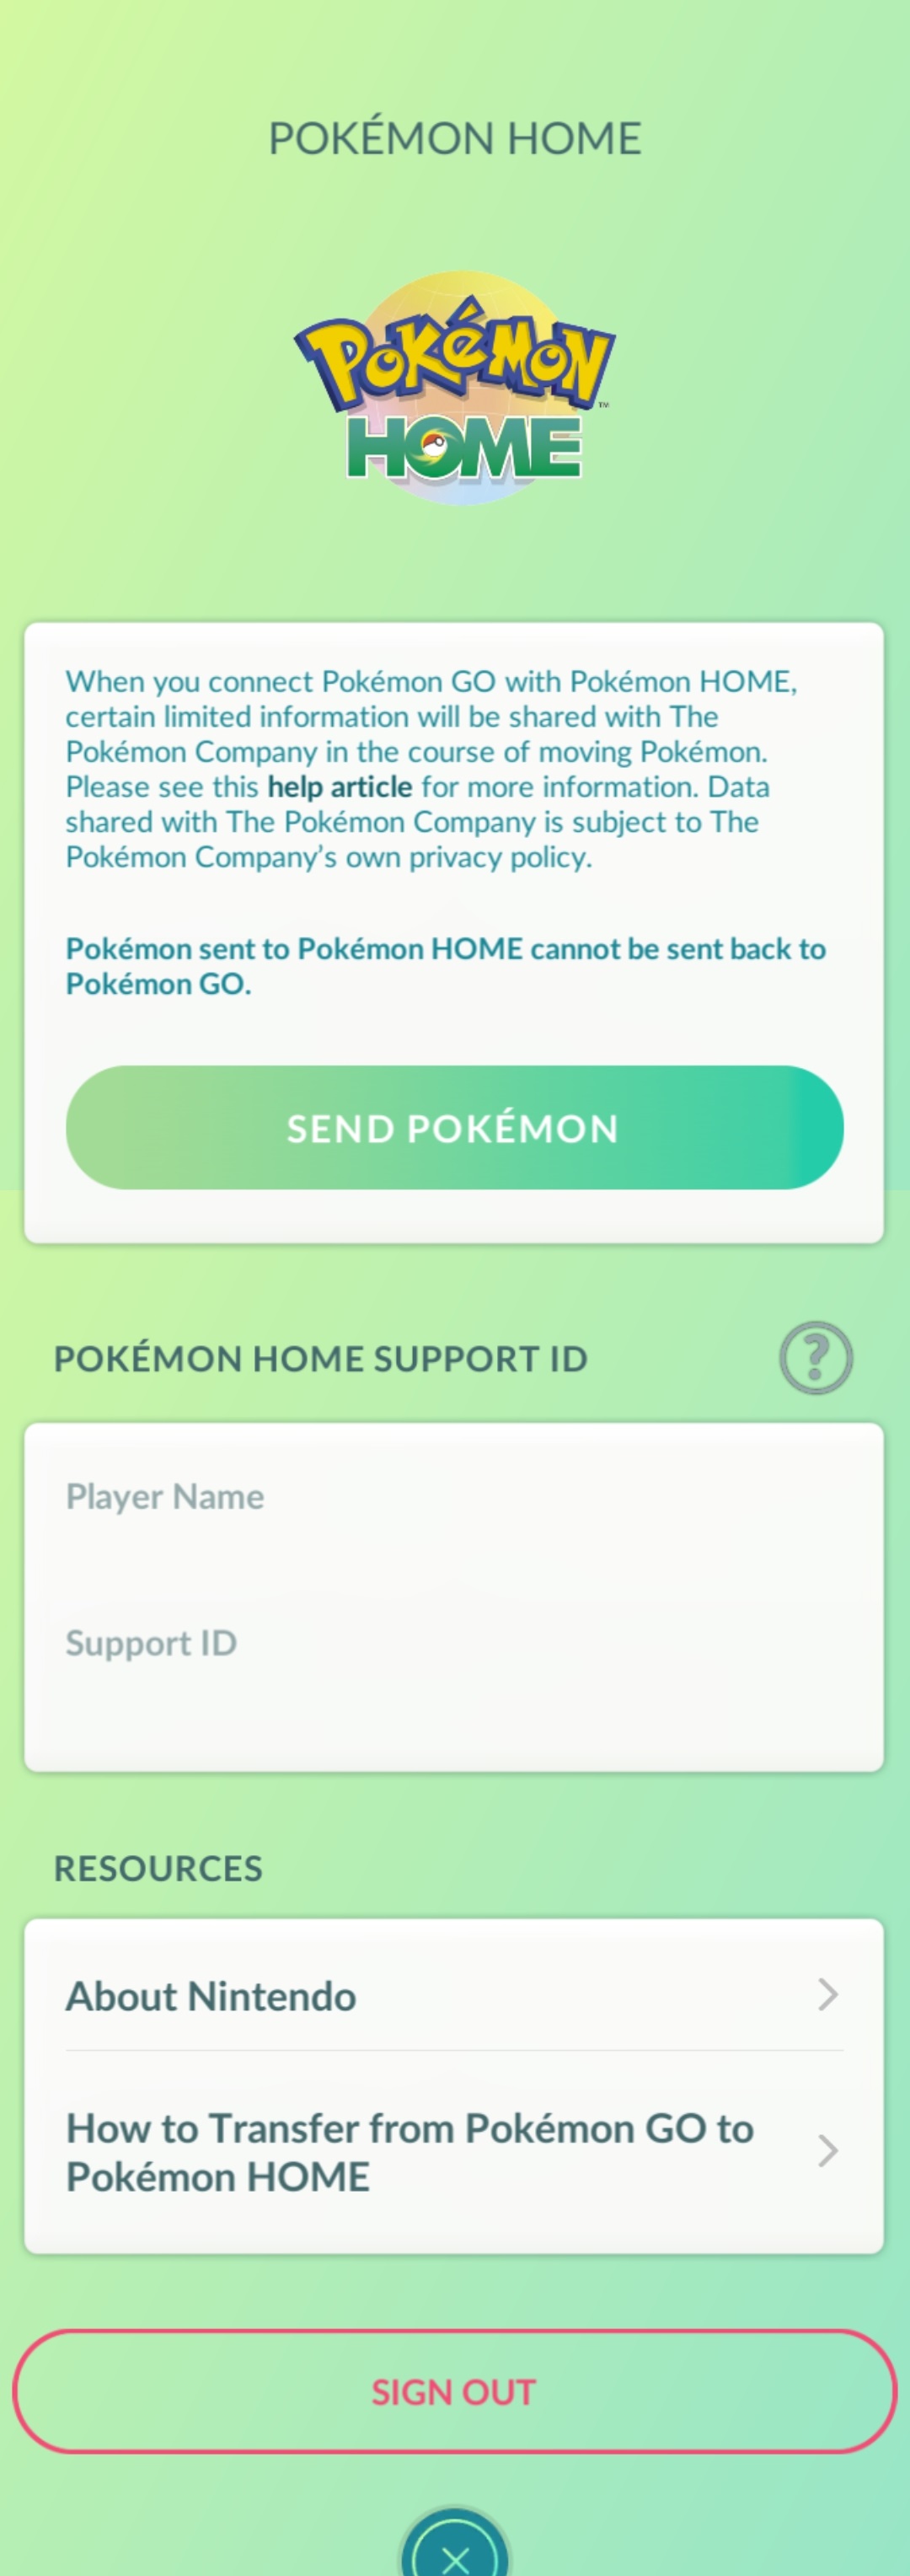 POKÉMON HOME
POKéMON
HOME
TM
When you connect Pokémon GO with Pokémon HOME,
certain limited information will be shared with The
Pokémon Company in the course of moving Pokémon.
Please see this help article for more information. Data
shared with The Pokémon Company is subject to The
Pokémon Company’s own privacy policy.
Pokémon sent to Pokémon HOME cannot be sent back to
Pokémon GO.
SEND POKÉMON
POKÉMON HOME SUPPORT ID
?
Player Name
Support ID
RESOURCES
About Nintendo
How to Transfer from Pokémon GO to
Pokémon HOME
SIGN OUT